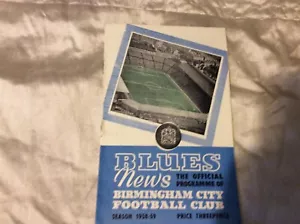 BLUES
News
THE OFFICIAL
PROGRAMME OF
BIRMINGHAM CITY
FOOTBALL CLUB
SEASON 1958-59 PRICE THREEPENCE